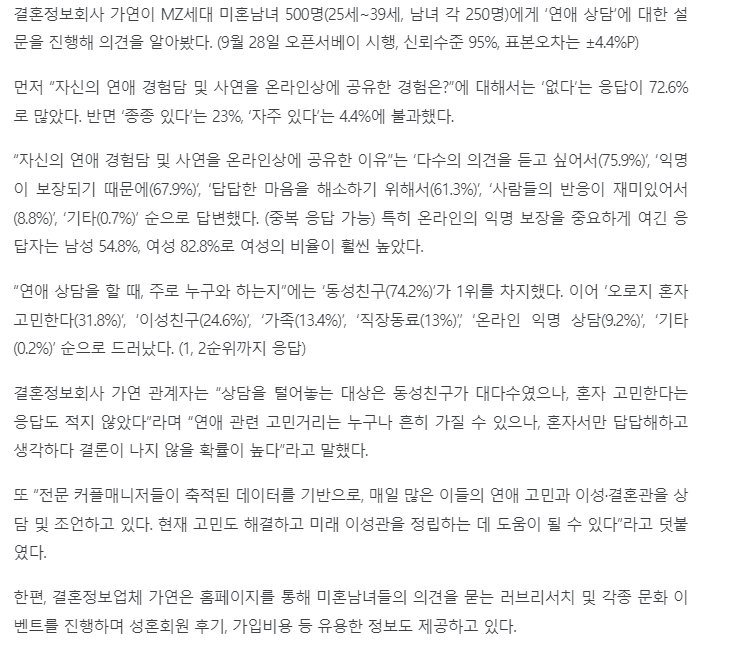 결혼정보회사 가연이 MZ세대 미혼남녀 500명(25세~39세, 남녀 각 250명)에게 ‘연애 상담’에 대한 설
문을 진행해 의견을 알아봤다. (9월 28일 오픈서베이 시행, 신뢰수준 95%, 표본오차는 ±4.4%P)
먼저 “자신의 연애 경험담 및 사연을 온라인상에 공유한 경험은?”에 대해서는 ‘없다’는 응답이 72.6%
로 많았다. 반면 ‘종종 있다’는 23%, ‘자주 있다’는 4.4%에 불과했다.
“자신의 연애 경험담 및 사연을 온라인상에 공유한 이유”는 ‘다수의 의견을 듣고 싶어서(75.9%)’, ‘익명
이 보장되기 때문에(67.9%)’, ‘답답한 마음을 해소하기 위해서(61.3%)’, ‘사람들의 반응이 재미있어서
(8.8%)’, ‘기타(0.7%)’ 순으로 답변했다. (중복 응답 가능) 특히 온라인의 익명 보장을 중요하게 여긴 응
답자는 남성 54.8%, 여성 82.8%로 여성의 비율이 훨씬 높았다.
“연애 상담을 할 때, 주로 누구와 하는지”에는 ‘동성친구(74.2%)’가 1위를 차지했다. 이어 ‘오로지 혼자
고민한다(31.8%)’, ‘이성친구(24.6%)’, ‘가족(13.4%)’, ‘직장동료(13%)’,‘ ‘온라인 익명 상담(9.2%)’, ‘기타
(0.2%)’ 순으로 드러났다. (1, 2순위까지 응답)
결혼정보회사 가연 관계자는 “상담을 털어놓는 대상은 동성친구가 대다수였으나, 혼자 고민한다는
응답도 적지 않았다”라며 “연애 관련 고민거리는 누구나 흔히 가질 수 있으나, 혼자서만 답답해하고
생각하다 결론이 나지 않을 확률이 높다”라고 말했다.
또 “전문 커플매니저들이 축적된 데이터를 기반으로, 매일 많은 이들의 연애 고민과 이성·결혼관을 상
담 및 조언하고 있다. 현재 고민도 해결하고 미래 이성관을 정립하는 데 도움이 될 수 있다”라고 덧붙
였다.
한편, 결혼정보업체 가연은 홈페이지를 통해 미혼남녀들의 의견을 묻는 러브리서치 및 각종 문화 이
벤트를 진행하며 성혼회원 후기, 가입비용 등 유용한 정보도 제공하고 있다.